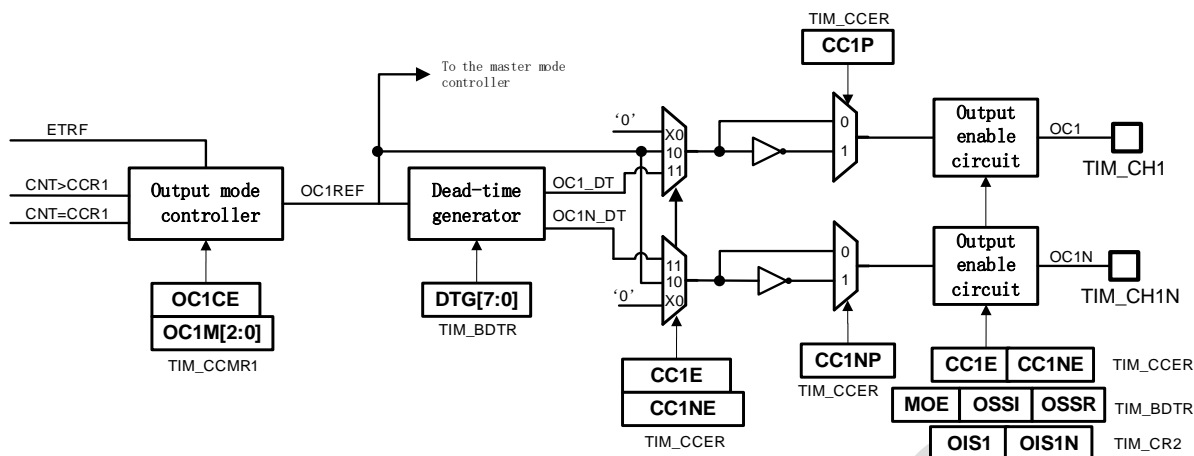 TIM_CCER
CC1P
To the master mode
controller
ETRF
CNT>CCR1
CNT=CCR1
Output mode
controller
OC1REF
Dead-time
generator
OC1_DT
OC1N_DT
‘0’
X0
10
11
0
1
Output
enable
circuit
OC1
TIM_CH1
11
10
X0
‘0’
0
1
Output
enable
circuit
OC1N
TIM_CH1N
OC1CE
OC1M[2:0]
TIM_CCMR1
DTG[7:0]
TIM_BDTR
CC1E
CC1NE
TIM_CCER
CC1NP
TIM_CCER
CC1E CC1NE TIM_CCER
MOE OSSI OSSR TIM_BDTR
OIS1 OIS1N TIM_CR2